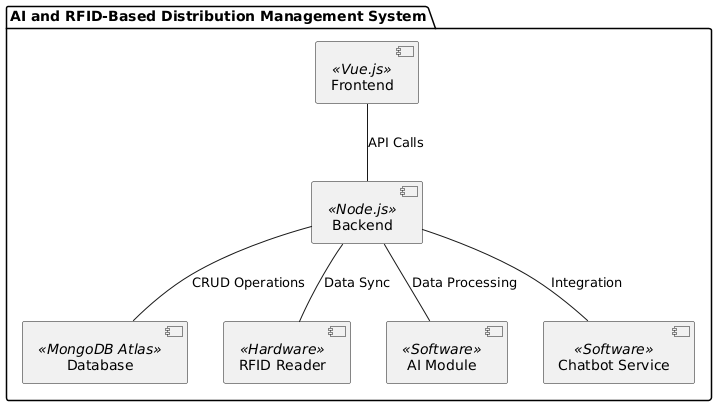 AI and RFID-Based Distribution Management System
«Vue.js»
Frontend
API Calls
«Node.js»
Backend
CRUD Operations
Data Sync
Data Processing
Integration
«MongoDB Atlas»
Database
«Hardware»
RFID Reader
«Software»
AI Module
«Software»
Chatbot Service